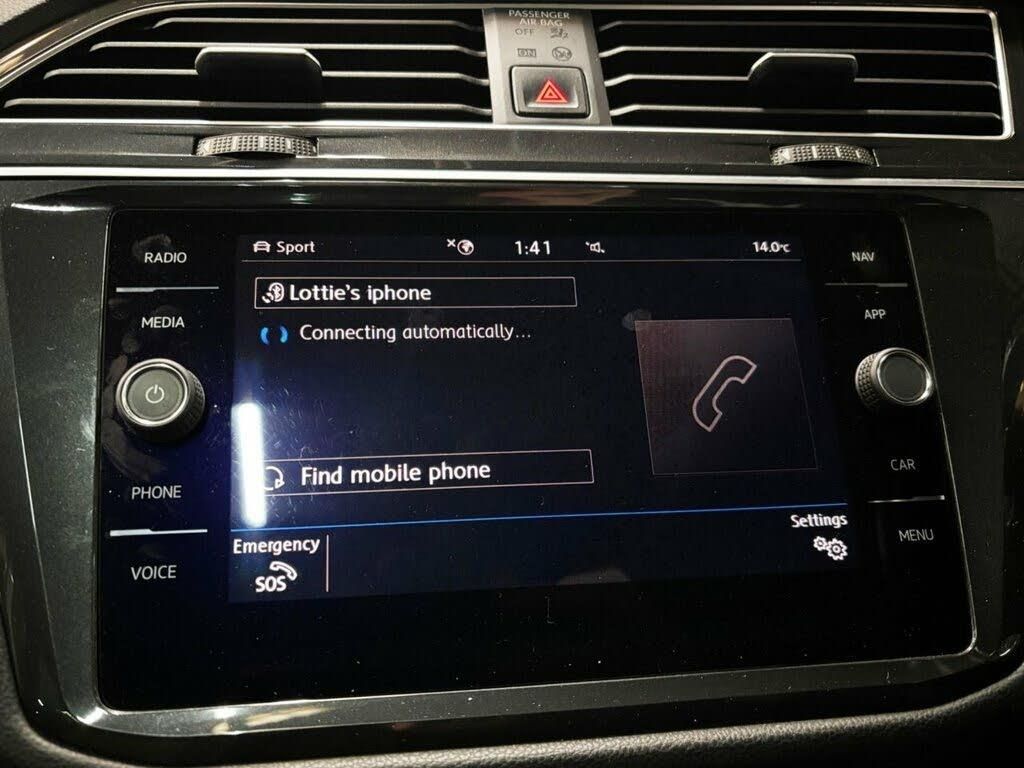 PASSENGER
AIR BAG
OFF
ON
RADIO
MEDIA
PHONE
VOICE
Sport
1:41
14.0°C
Lottie's iphone
Connecting automatically...
Find mobile phone
Emergency
SOS
Settings
NAV
APP
CAR
MENU